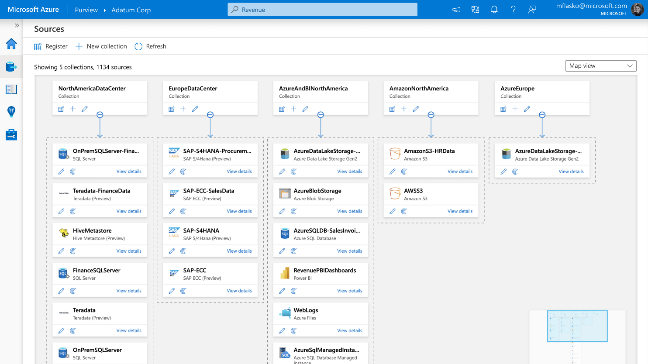 Microsoft Azure
Purview
Adatum Corp
Revenue
mflasko@microsoft.com
MICROSOFT
Sources
Register
New collection
Refresh
Showing 5 collections, 1134 sources
Map view
NorthAmericaDataCenter
Collection
EuropeDataCenter
Collection
AzureAndBINorthAmerica
Collection
AmazonNorthAmerica
Collection
AzureEurope
Collection
OnPremSQLServer-Fina...
SQL Server
View details
SAP-S4HANA-Procurem...
SAP S/4Hana (Preview)
View details
AzureDataLakeStorage-...
Azure Data Lake Storage Gen2
View details
AmazonS3-HRData
Amazon S3
View details
AzureDataLakeStorage-...
Azure Data Lake Storage Gen2
View details
Teradata-FinanceData
Teradata (Preview)
View details
SAP-ECC-SalesData
SAP ECC (Preview)
View details
AzureBlobStorage
Azure Blob Storage
View details
AWSS3
Amazon S3
View details
HiveMetastore
Hive Metastore (Preview)
View details
SAP-S4HANA
SAP S/4Hana (Preview)
View details
AzureSQLDB-SalesInvoi...
Azure SQL Database
View details
FinanceSQLServer
SQL Server
View details
SAP-ECC
SAP ECC (Preview)
View details
RevenuePBIDashboards
Power BI
View details
Teradata
Teradata (Preview)
View details
WebLogs
Azure Files
View details
OnPremSQLServer
SQL Server
AzureSqlManagedInsta...
Azure SQL Database Managed